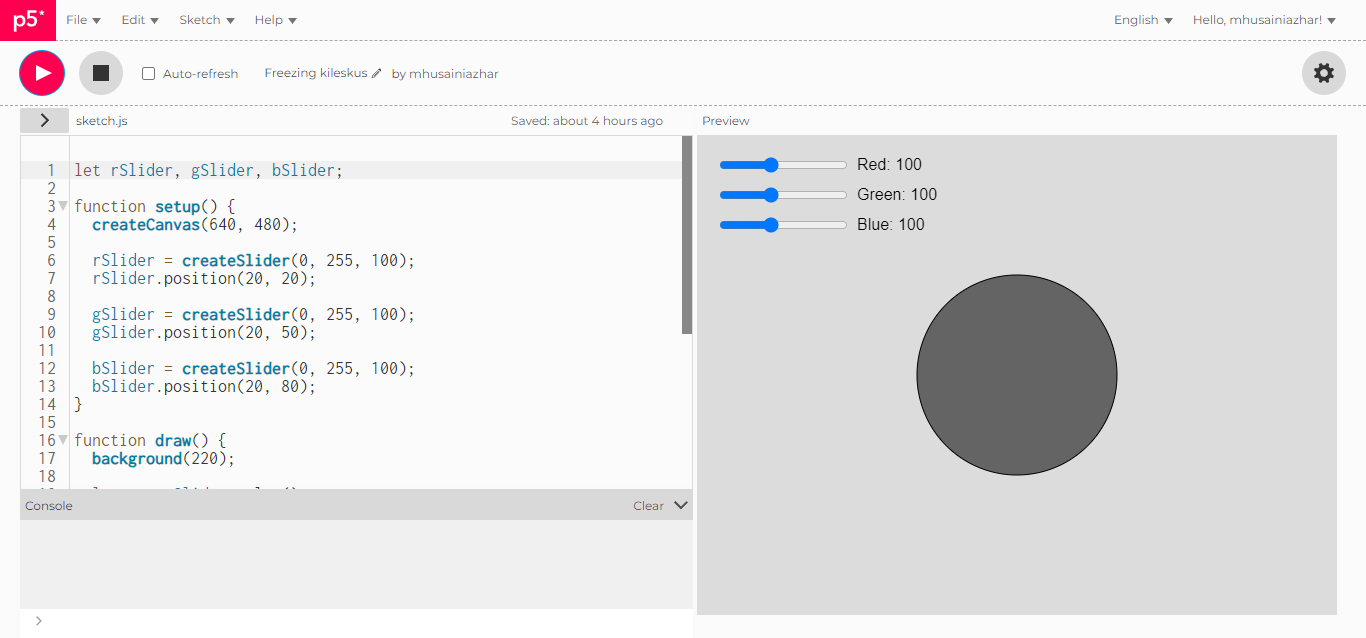 p5* File Edit Sketch Help English Hello, mhusainiazhar!
Auto-refresh Freezing kileskus by mhusainiazhar
sketch.js Saved: about 4 hours ago Preview
1 let rSlider, gSlider, bSlider;
2
3 function setup() {
4 createCanvas(640, 480);
5
6 rSlider = createSlider(0, 255, 100);
7 rSlider.position(20, 20);
8
9 gSlider = createSlider(0, 255, 100);
10 gSlider.position(20, 50);
11
12 bSlider = createSlider(0, 255, 100);
13 bSlider.position(20, 80);
14 }
15
16 function draw() {
17 background(220);
18
Console Clear
>
Red: 100
Green: 100
Blue: 100